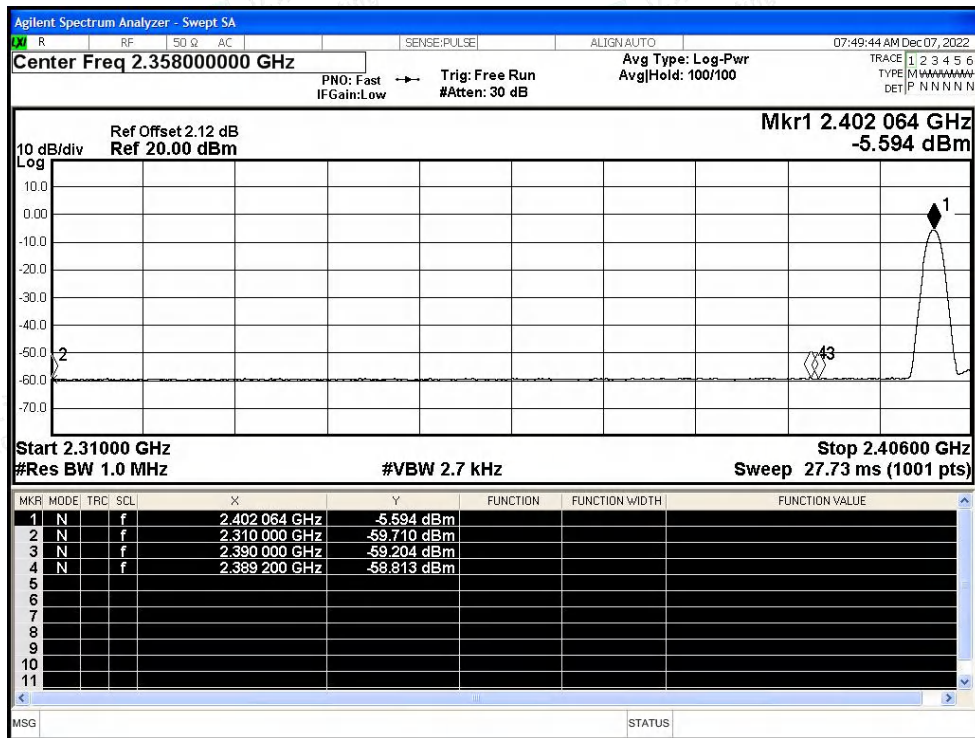 Agilent Spectrum Analyzer - Swept SA
LXI R RF 50 Ω AC SENSE:PULSE ALIGN AUTO 07:49:44 AM Dec 07, 2022
Center Freq 2.358000000 GHz
PNO: Fast
IFGain:Low
Trig: Free Run
#Atten: 30 dB
Avg Type: Log-Pwr
Avg|Hold: 100/100
TRACE 1 2 3 4 5 6
TYPE M
DET P N N N N N
Mkr1 2.402 064 GHz
-5.594 dBm
Ref Offset 2.12 dB
10 dB/div Ref 20.00 dBm
Log
10.0
0.00
-10.0
-20.0
-30.0
-40.0
-50.0
-60.0
-70.0
1
2
43
Start 2.31000 GHz Stop 2.40600 GHz
#Res BW 1.0 MHz #VBW 2.7 kHz Sweep 27.73 ms (1001 pts)
MKR MODE TRC SCL X Y FUNCTION FUNCTION WIDTH FUNCTION VALUE
1 N f 2.402 064 GHz -5.594 dBm
2 N f 2.310 000 GHz -59.710 dBm
3 N f 2.390 000 GHz -59.204 dBm
4 N f 2.389 200 GHz -58.813 dBm
5
6
7
8
9
10
11
MSG STATUS